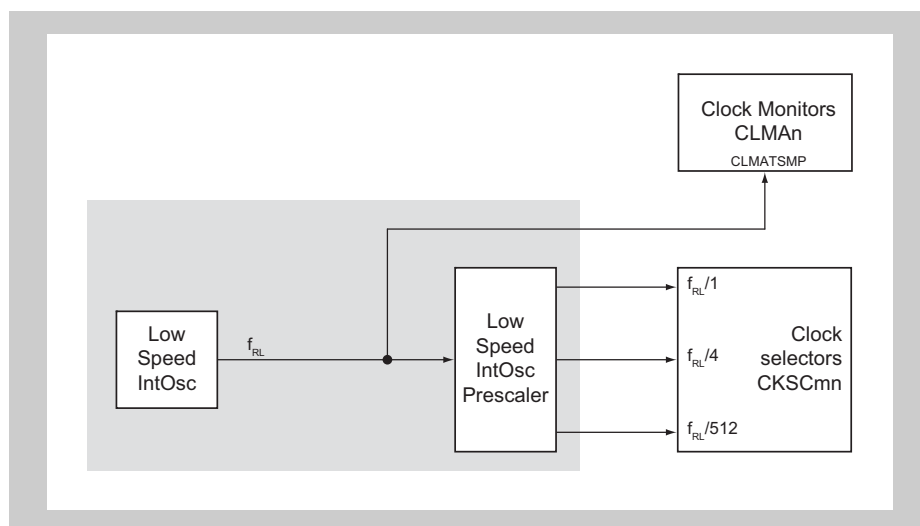 Clock Monitors
CLMAn
CLMATSMP
Low
Speed
IntOsc
fRL
Low
Speed
IntOsc
Prescaler
fRL/1
fRL/4
fRL/512
Clock
selectors
CKSCmn